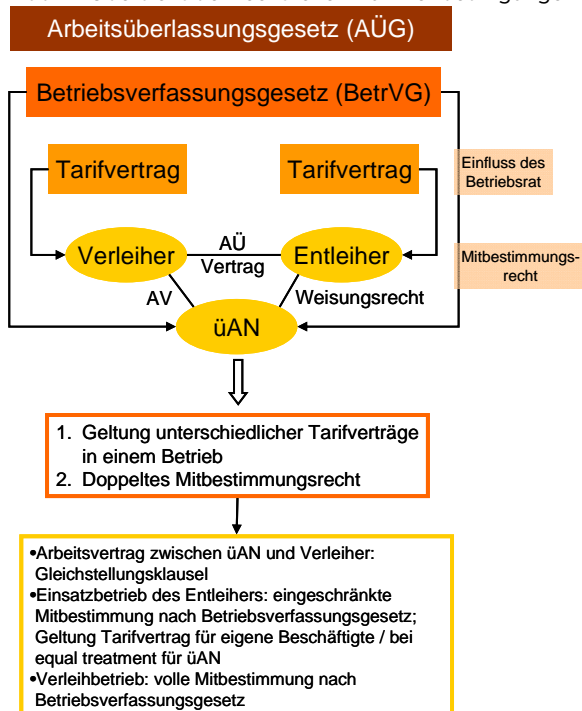 Arbeitsüberlassungsgesetz (AÜG)
Betriebsverfassungsgesetz (BetrVG)
Tarifvertrag
Tarifvertrag
Einfluss des
Betriebsrat
Verleiher
AÜ
Vertrag
Entleiher
Mitbestimmungs-
recht
AV
Weisungsrecht
üAN
1. Geltung unterschiedlicher Tarifverträge
in einem Betrieb
2. Doppeltes Mitbestimmungsrecht
•Arbeitsvertrag zwischen üAN und Verleiher:
Gleichstellungsklausel
•Einsatzbetrieb des Entleihers: eingeschränkte
Mitbestimmung nach Betriebsverfassungsgesetz;
Geltung Tarifvertrag für eigene Beschäftigte / bei
equal treatment für üAN
•Verleihbetrieb: volle Mitbestimmung nach
Betriebsverfassungsgesetz